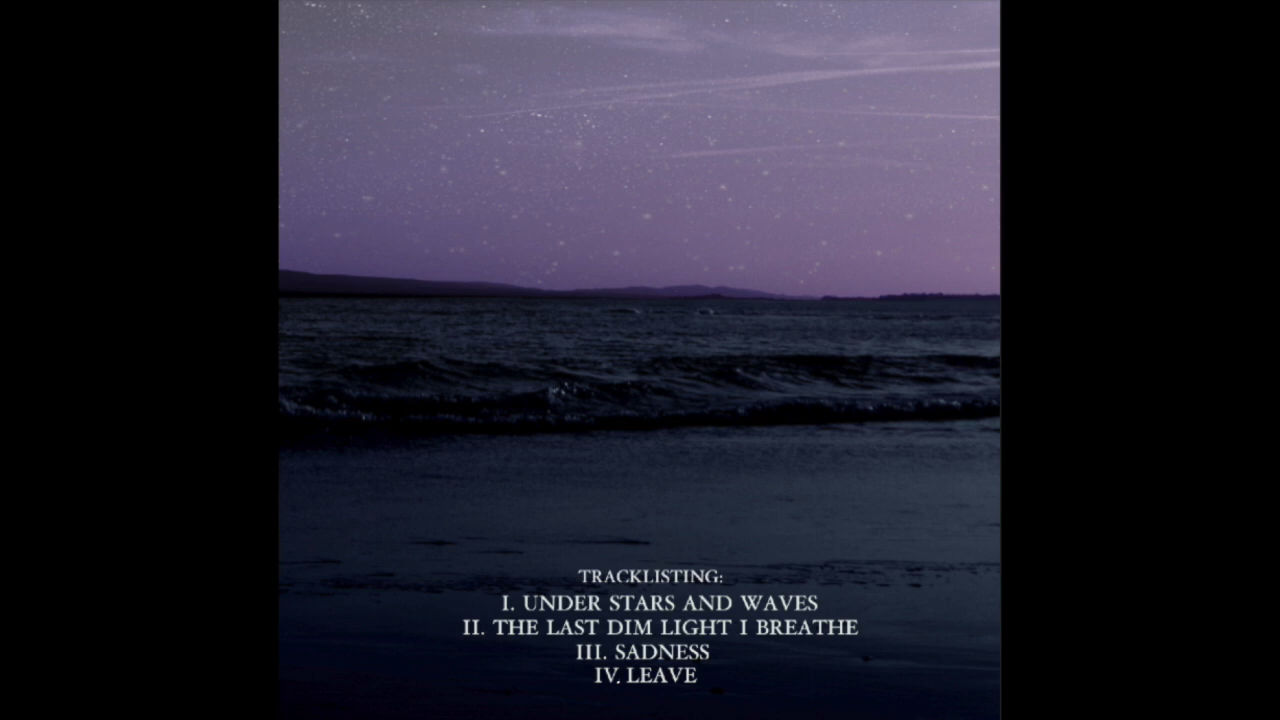 TRACKLISTING:
I. UNDER STARS AND WAVES
II. THE LAST DIM LIGHT I BREATHE
III. SADNESS
IV. LEAVE